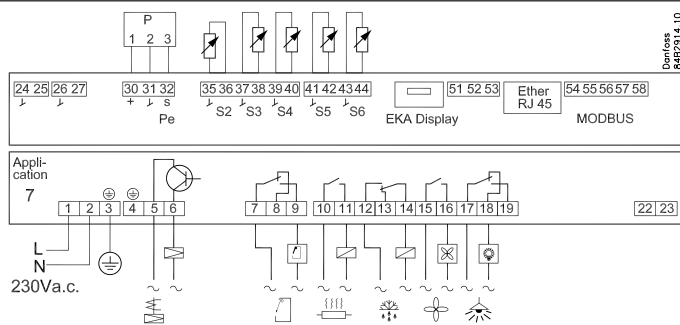 P
1 2 3
Danfoss
84B2914.10
24 25 26 27 30 31 32 35 36 37 38 39 40 41 42 43 44 51 52 53 Ether RJ 45 54 55 56 57 58
+ s S2 S3 S4 S5 S6
Pe
EKA Display
MODBUS
Appli-
cation
7
1 2 3 4 5 6 7 8 9 10 11 12 13 14 15 16 17 18 19 22 23
L
N
230Va.c.